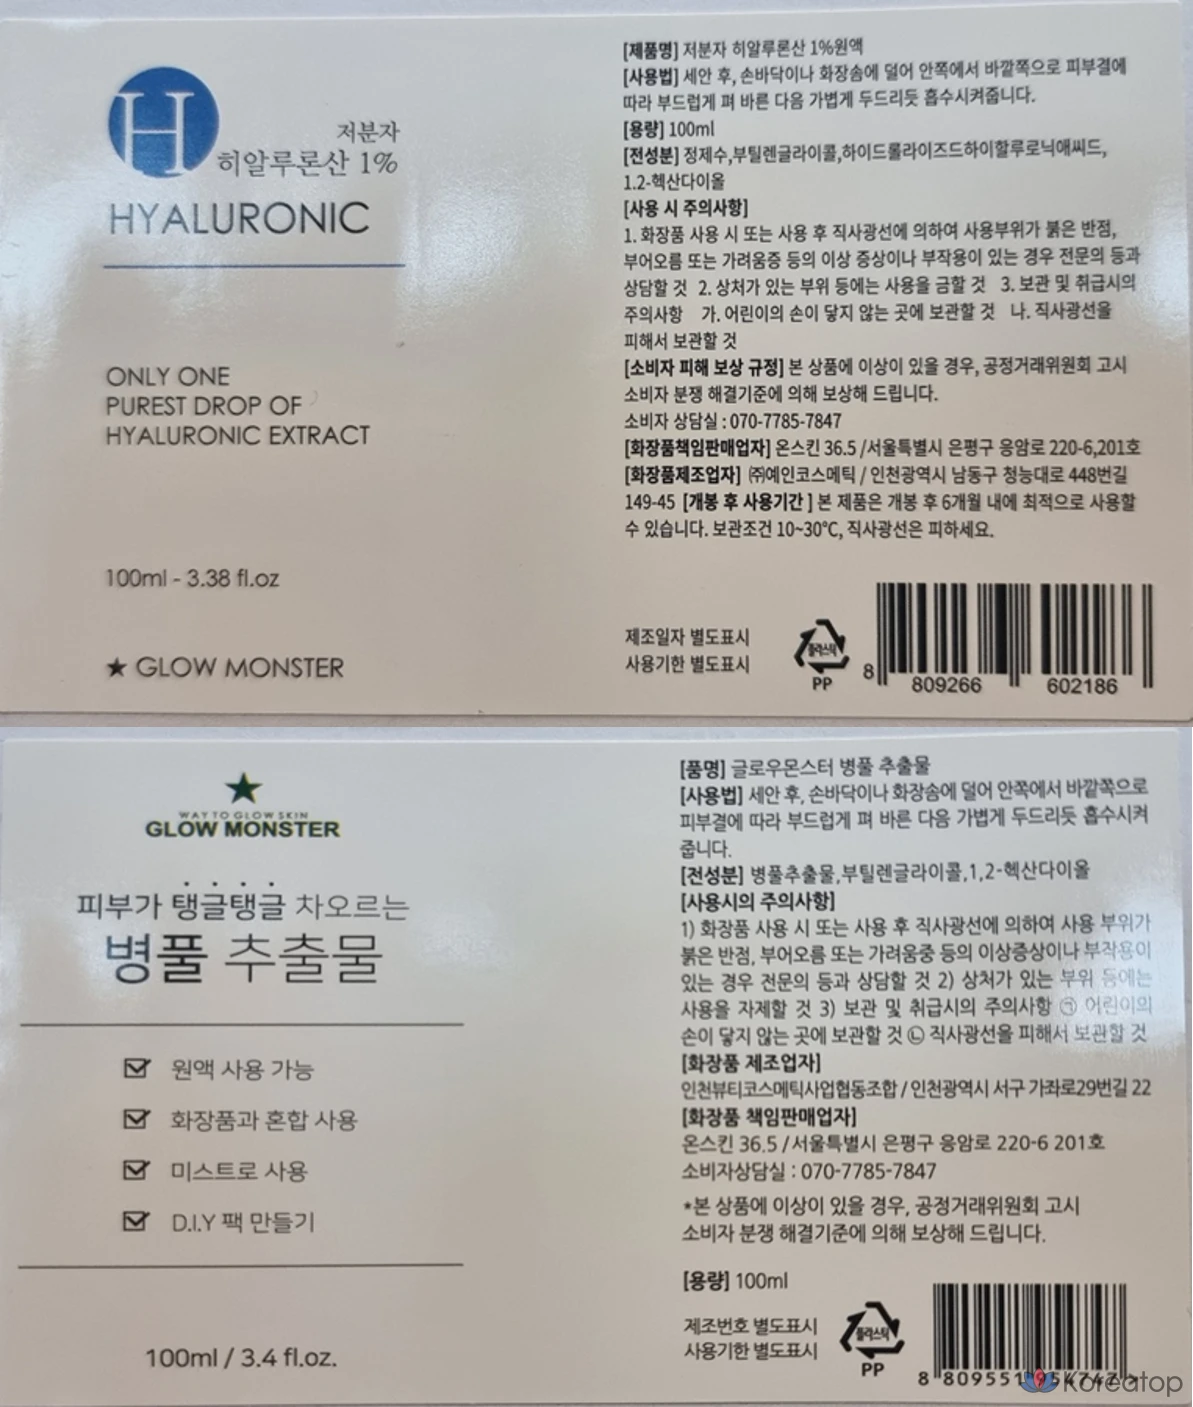 H
저분자
히알루론산 1%
HYALURONIC
ONLY ONE
PUREST DROP OF
HYALURONIC EXTRACT
100ml - 3.38 fl.oz
★ GLOW MONSTER
[제품명] 저분자 히알루론산 1%원액
[사용법] 세안 후, 손바닥이나 화장솜에 덜어 안쪽에서 바깥쪽으로 피부결에
따라 부드럽게 펴 바른 다음 가볍게 두드리듯 흡수시켜줍니다.
[용량] 100ml
[전성분] 정제수,부틸렌글라이콜,하이드롤라이즈드하이할루로닉애씨드,
1.2-헥산다이올
[사용 시 주의사항]
1. 화장품 사용 시 또는 사용 후 직사광선에 의하여 사용부위가 붉은 반점,
부어오름 또는 가려움증 등의 이상 증상이나 부작용이 있는 경우 전문의 등과
상담할 것 2. 상처가 있는 부위 등에는 사용을 금할 것 3. 보관 및 취급시의
주의사항 가. 어린이의 손이 닿지 않는 곳에 보관할 것 나. 직사광선을
피해서 보관할 것
[소비자 피해 보상 규정] 본 상품에 이상이 있을 경우, 공정거래위원회 고시
소비자 분쟁 해결기준에 의해 보상해 드립니다.
소비자 상담실 : 070-7785-7847
[화장품책임판매업자] 온스킨 36.5 /서울특별시 은평구 응암로 220-6,201호
[화장품제조업자] ㈜예인코스메틱 / 인천광역시 남동구 청능대로 448번길
149-45 [개봉 후 사용기간 ] 본 제품은 개봉 후 6개월 내에 최적으로 사용할
수 있습니다. 보관조건 10~30℃, 직사광선은 피하세요.
제조일자 별도표시
사용기한 별도표시
플라스틱
PP
8 809266 602186
WAY TO GLOW SKIN
GLOW MONSTER
피부가 탱글탱글 차오르는
병풀 추출물
원액 사용 가능
화장품과 혼합 사용
미스트로 사용
D.I.Y 팩 만들기
100ml / 3.4 fl.oz.
[품명] 글로우몬스터 병풀 추출물
[사용법] 세안 후, 손바닥이나 화장솜에 덜어 안쪽에서 바깥쪽으로
피부결에 따라 부드럽게 펴 바른 다음 가볍게 두드리듯 흡수시켜
줍니다.
[전성분] 병풀추출물,부틸렌글라이콜,1,2-헥산다이올
[사용시의 주의사항]
1) 화장품 사용 시 또는 사용 후 직사광선에 의하여 사용 부위가
붉은 반점, 부어오름 또는 가려움중 등의 이상증상이나 부작용이
있는 경우 전문의 등과 상담할 것 2) 상처가 있는 부위 등에는
사용을 자제할 것 3) 보관 및 취급시의 주의사항 ㉠ 어린이의
손이 닿지 않는 곳에 보관할 것 ㉡ 직사광선을 피해서 보관할 것
[화장품 제조업자]
인천뷰티코스메틱사업협동조합 / 인천광역시 서구 가좌로29번길 22
[화장품 책임판매업자]
온스킨 36.5 /서울특별시 은평구 응암로 220-6 201호
소비자상담실 : 070-7785-7847
*본 상품에 이상이 있을 경우, 공정거래위원회 고시
소비자 분쟁 해결기준에 의해 보상해 드립니다.
[용량] 100ml
제조번호 별도표시
사용기한 별도표시
플라스틱
PP
8 809551
Koreatop